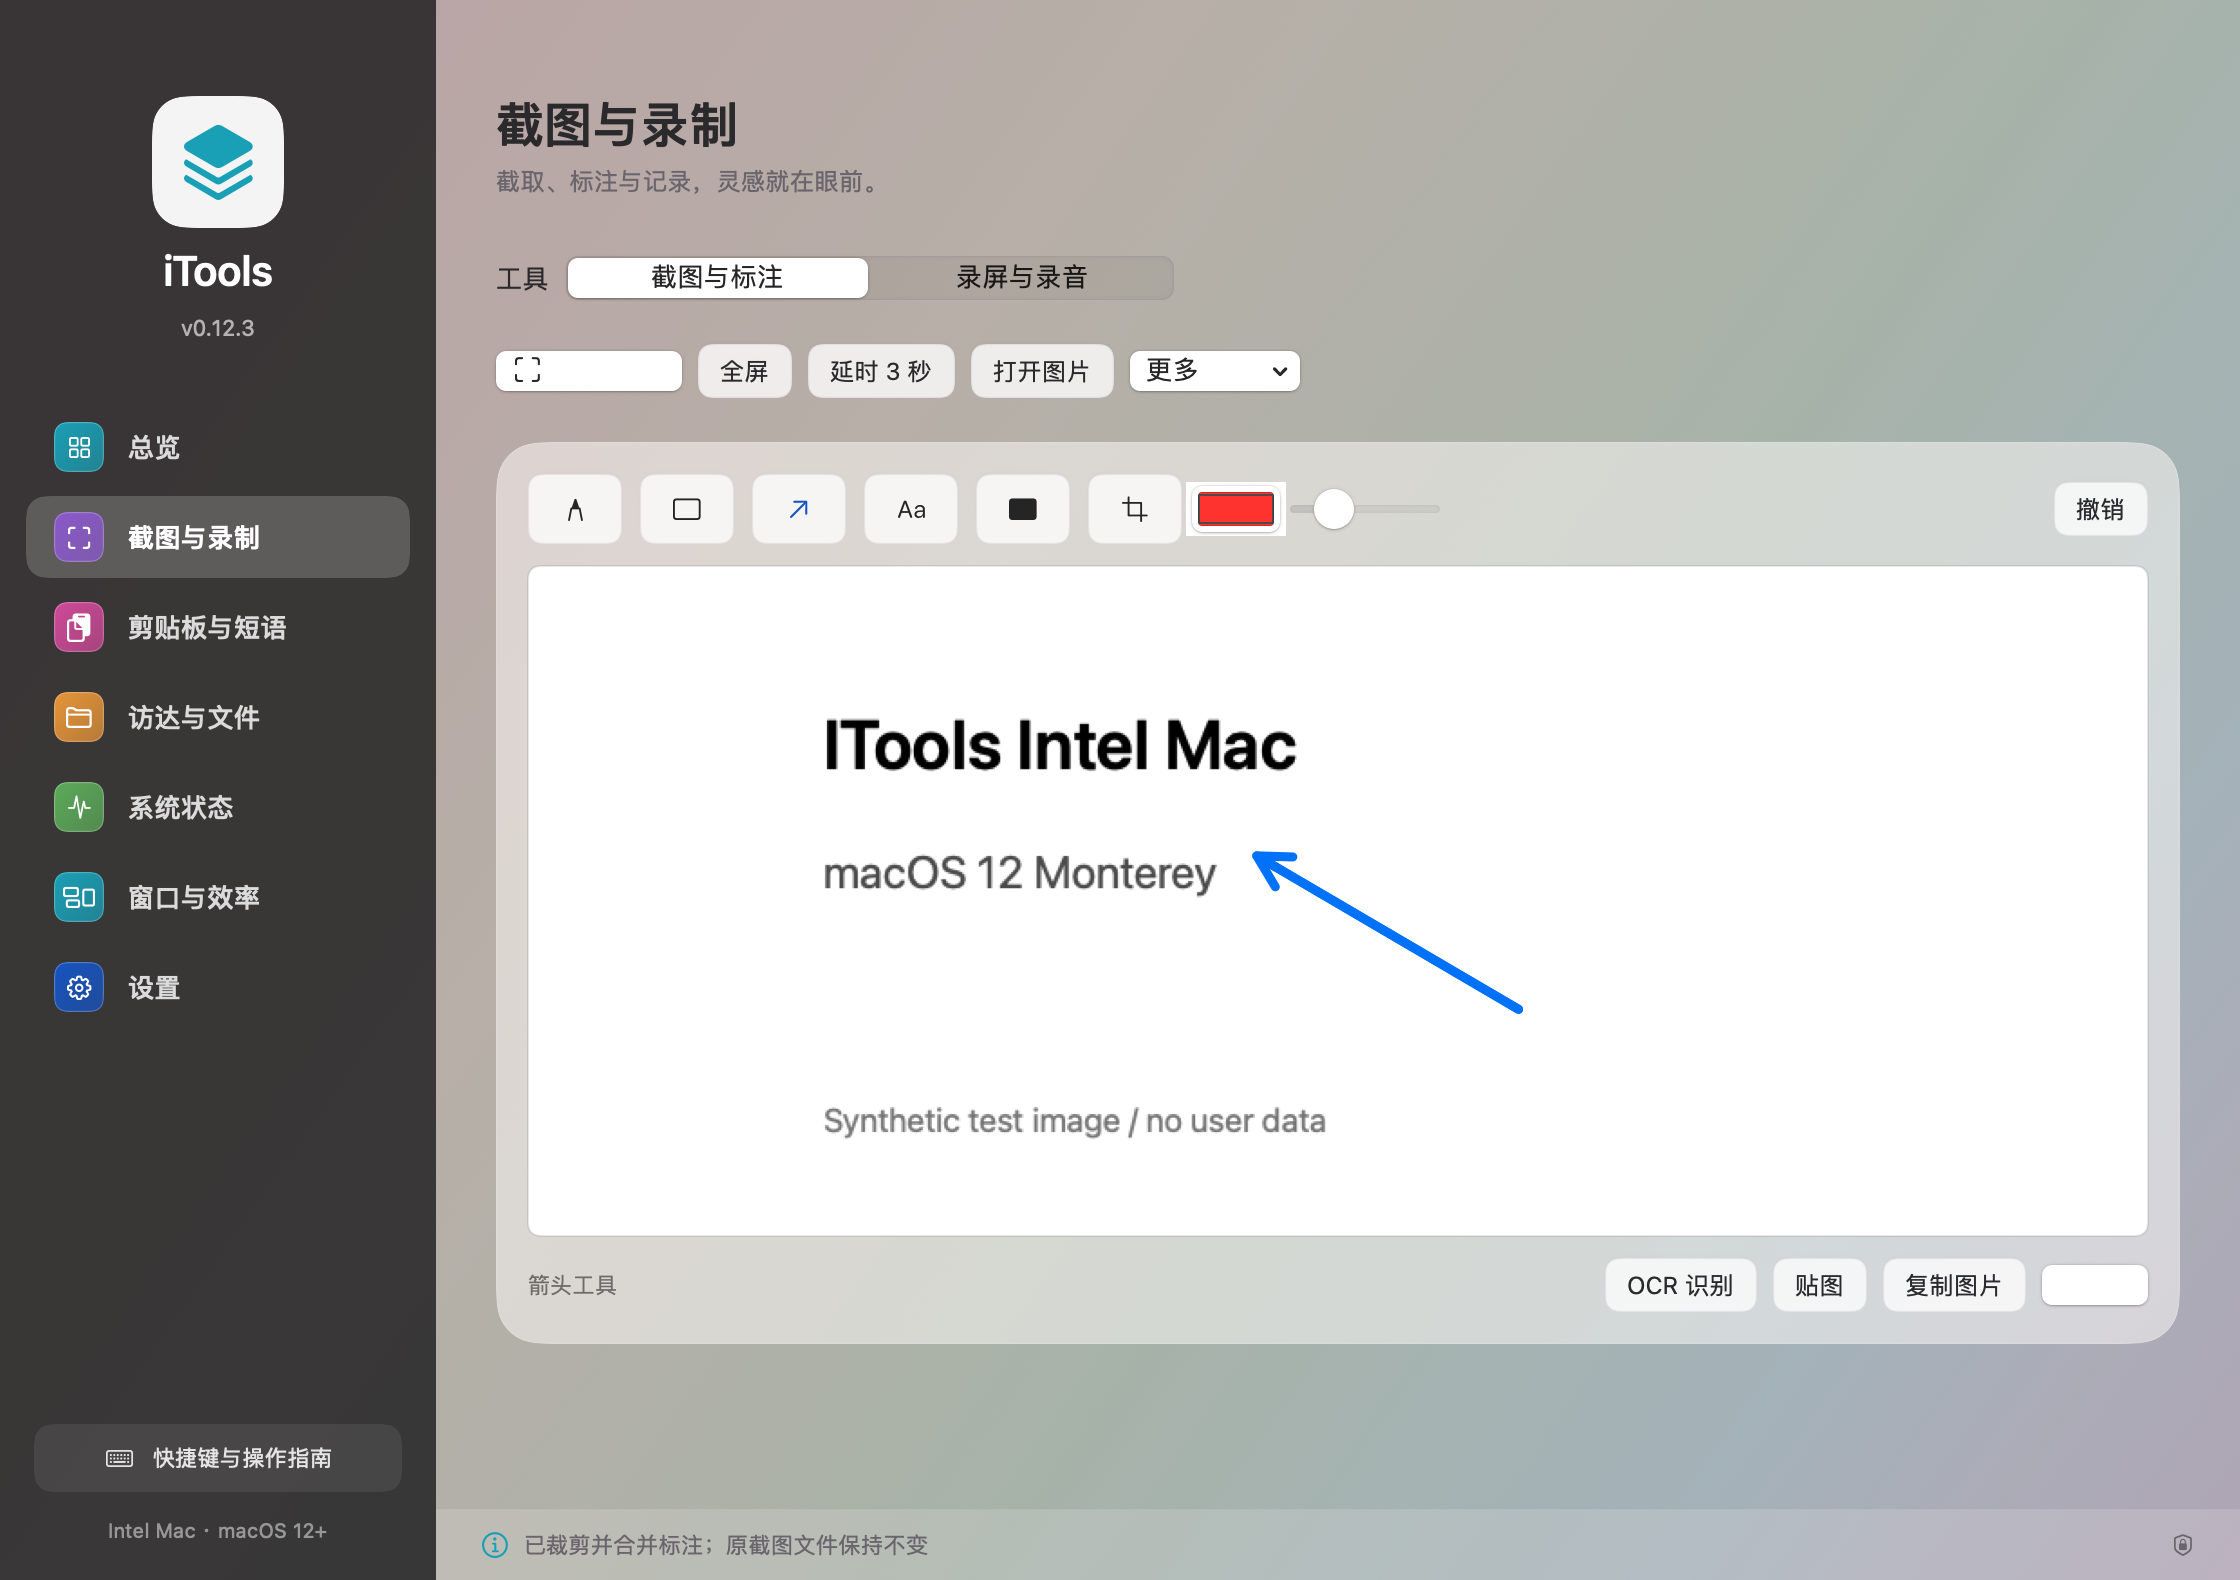 iTools
v0.12.3
总览
截图与录制
剪贴板与短语
访达与文件
系统状态
窗口与效率
设置
快捷键与操作指南
Intel Mac · macOS 12+
截图与录制
截取、标注与记录，灵感就在眼前。
工具 截图与标注 录屏与录音
全屏 延时 3 秒 打开图片 更多
Aa 撤销
ITools Intel Mac
macOS 12 Monterey
Synthetic test image / no user data
箭头工具 OCR 识别 贴图 复制图片
已裁剪并合并标注；原截图文件保持不变